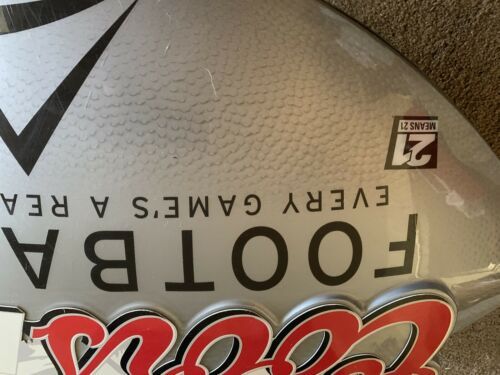 FOOTBA
EVERY GAME'S A REA
21
MEANS 21